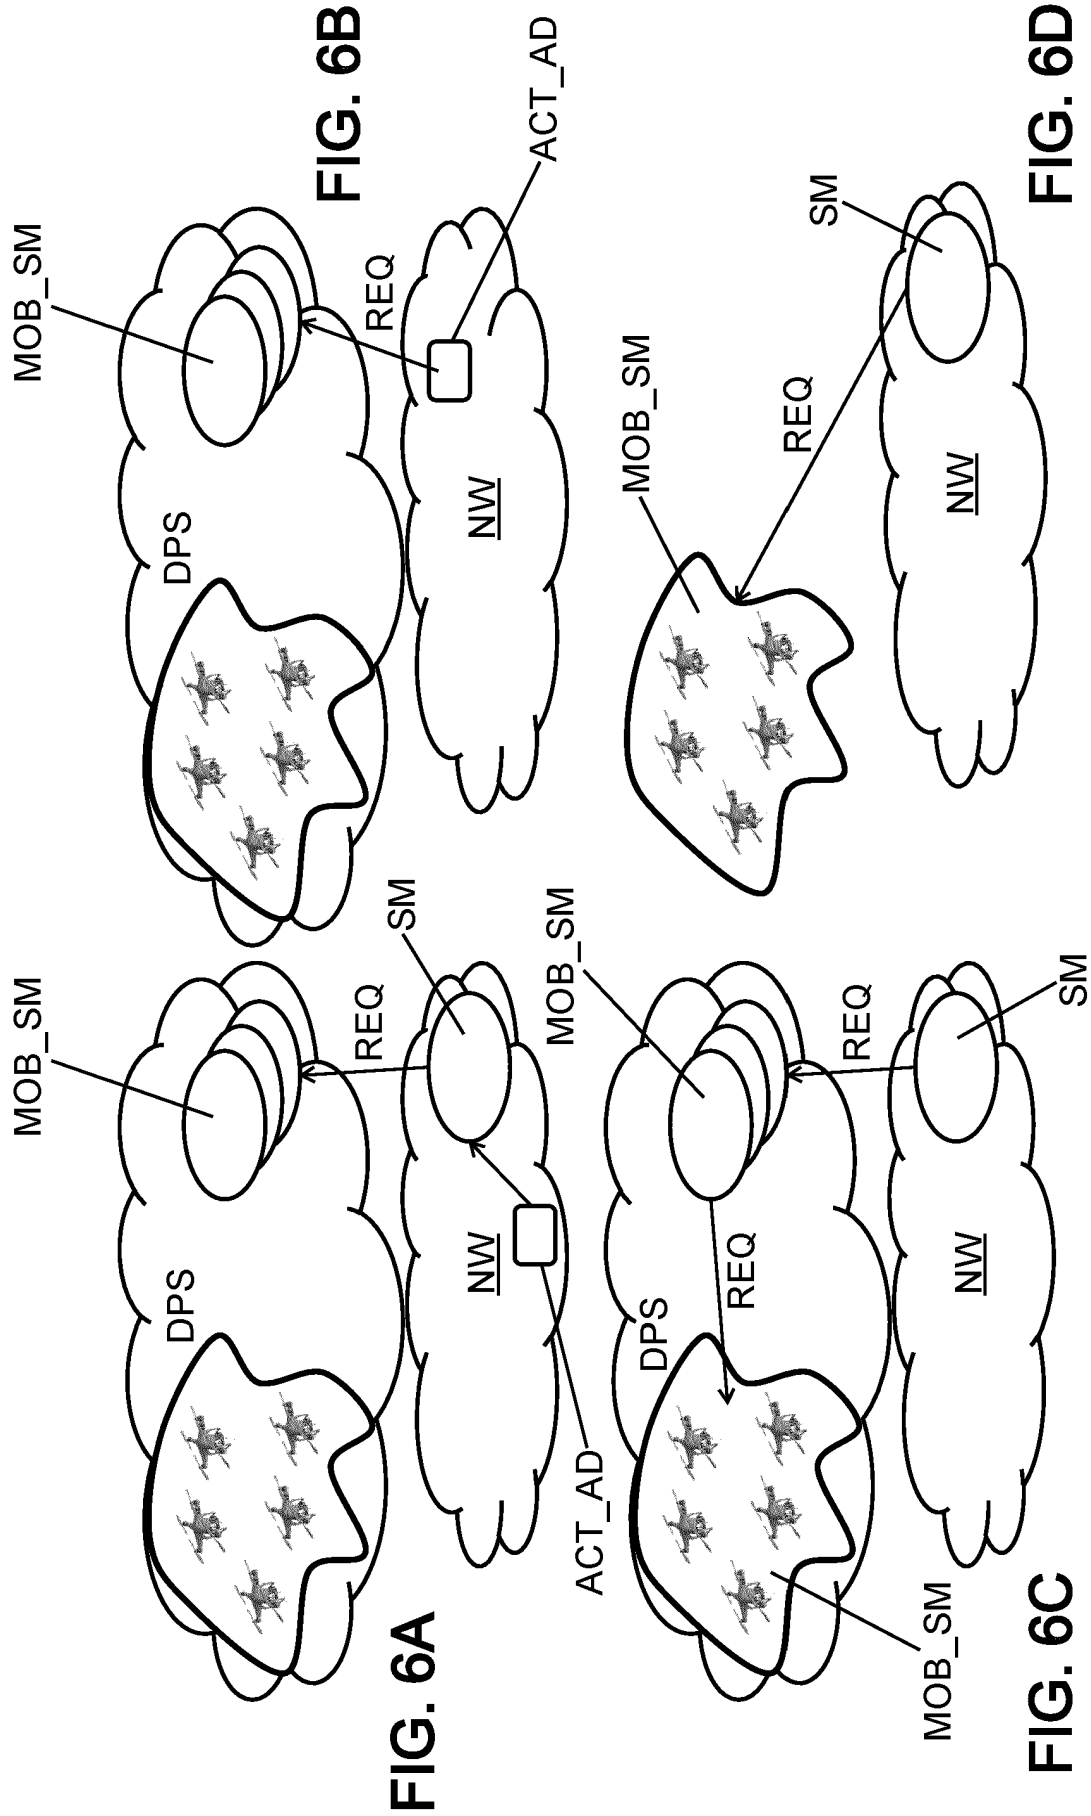 MOB_SM
DPS
REQ
SM
NW
ACT_AD
FIG. 6A
MOB_SM
DPS
REQ
NW
ACT_AD
FIG. 6B
MOB_SM
DPS
REQ
REQ
NW
SM
MOB_SM
FIG. 6C
MOB_SM
REQ
SM
NW
FIG. 6D